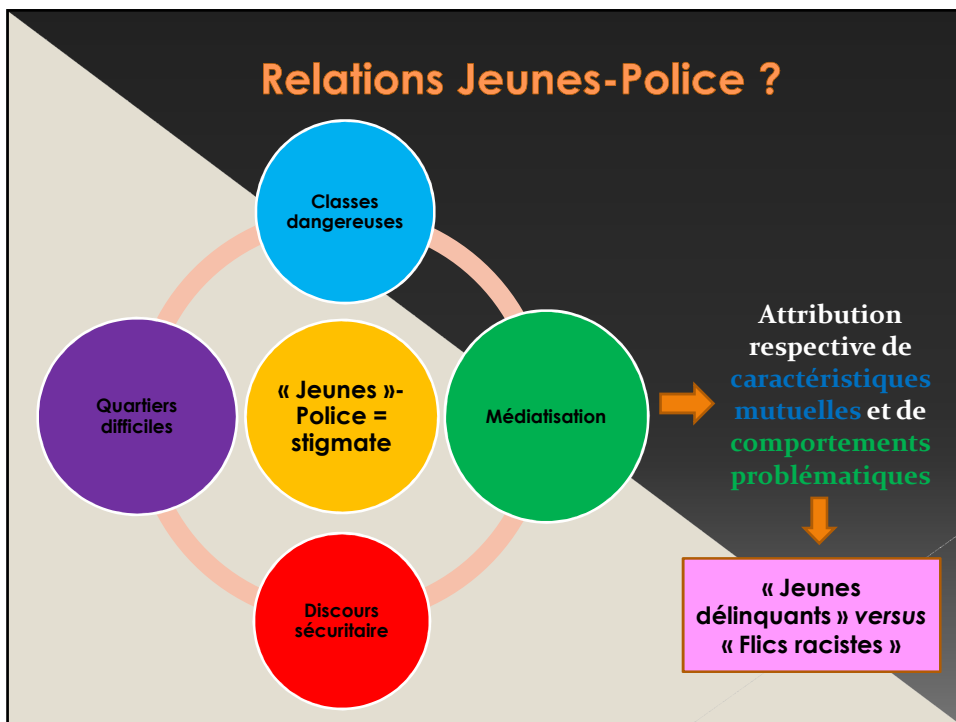 Relations Jeunes-Police ?
Classes
dangereuses
Quartiers
difficiles
« Jeunes »-
Police =
stigmate
Médiatisation
Discours
sécuritaire
Attribution
respective de
caractéristiques
mutuelles et de
comportements
problématiques
« Jeunes
délinquants » versus
« Flics racistes »